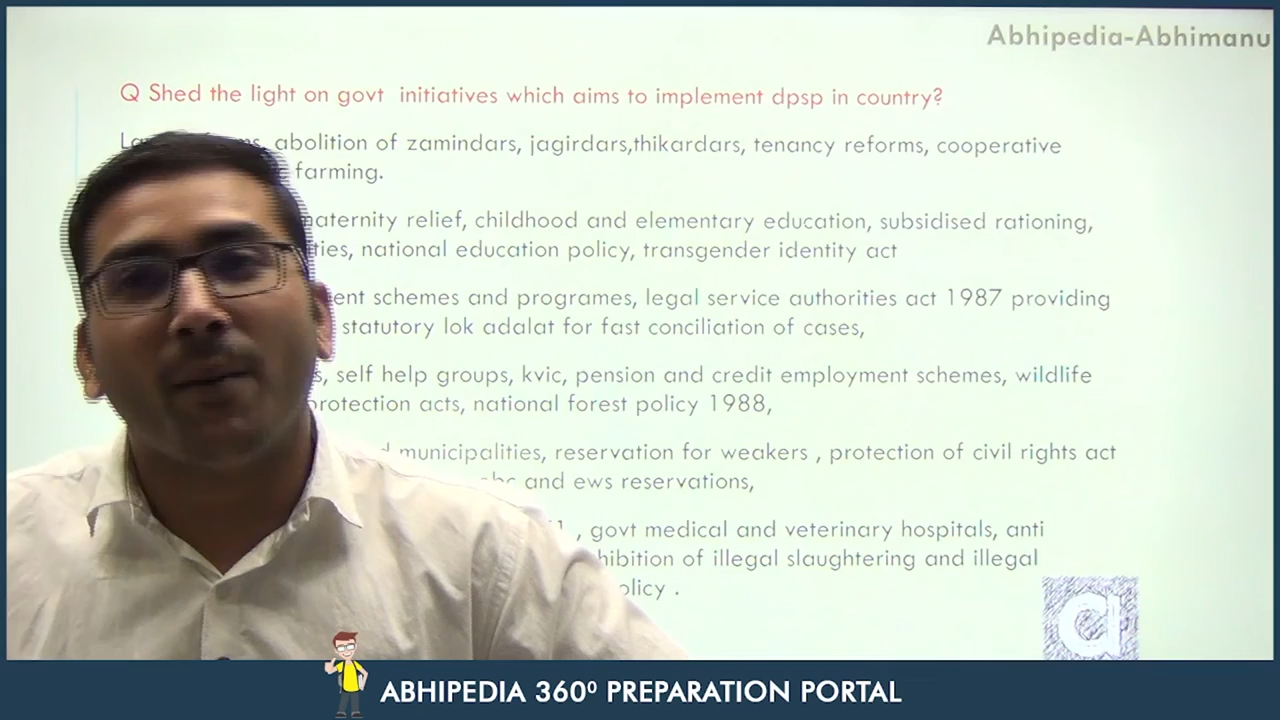 Abhipedia-Abhimanu
Q Shed the light on govt initiatives which aims to implement dpsp in country?
abolition of zamindars, jagirdars,thikardars, tenancy reforms, cooperative
farming.
maternity relief, childhood and elementary education, subsidised rationing,
national education policy, transgender identity act
schemes and programes, legal service authorities act 1987 providing
statutory lok adalat for fast conciliation of cases,
self help groups, kvic, pension and credit employment schemes, wildlife
protection acts, national forest policy 1988,
municipalities, reservation for weakers , protection of civil rights act
and ews reservations,
, govt medical and veterinary hospitals, anti
of illegal slaughtering and illegal
.
a
ABHIPEDIA 360⁰ PREPARATION PORTAL